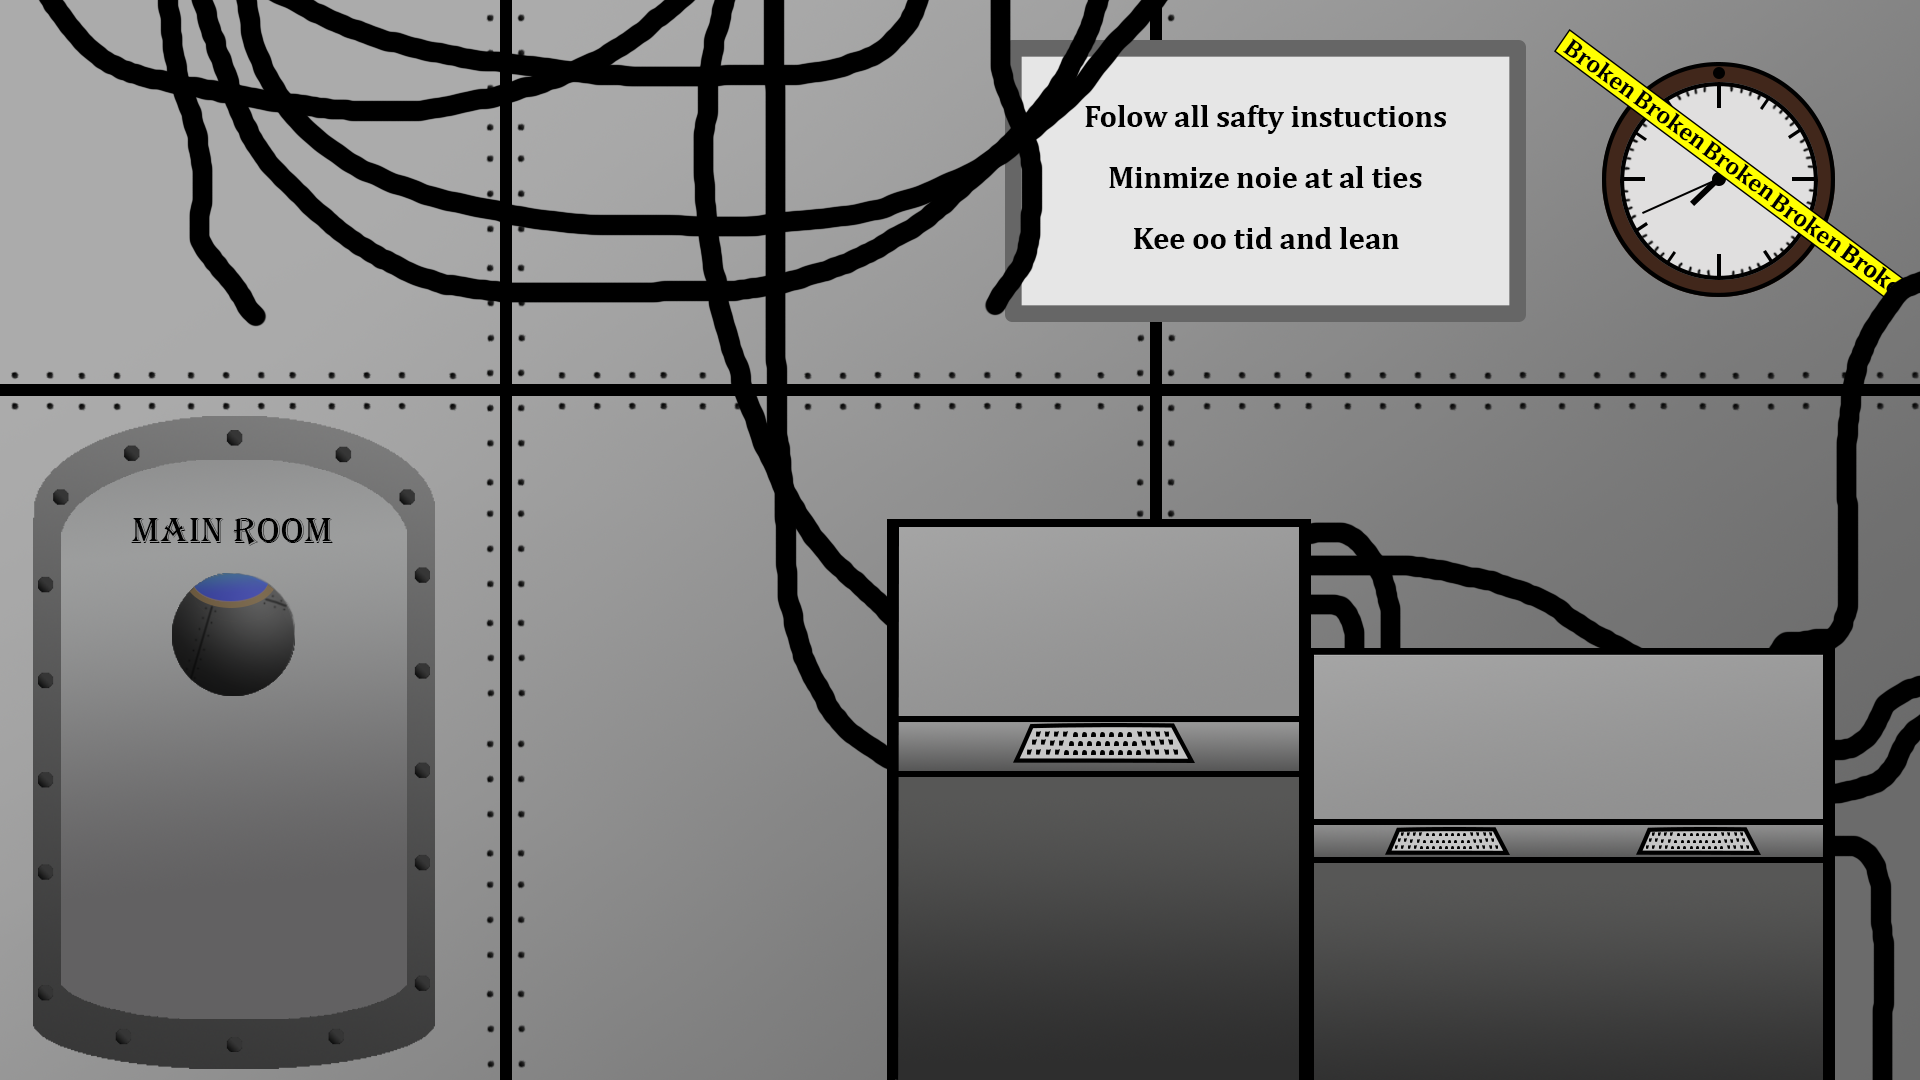 Folow all safty instuctions
Minmize noie at al ties
Kee oo tid and lean
Broken Broken Broken Broken Brok
MAIN ROOM